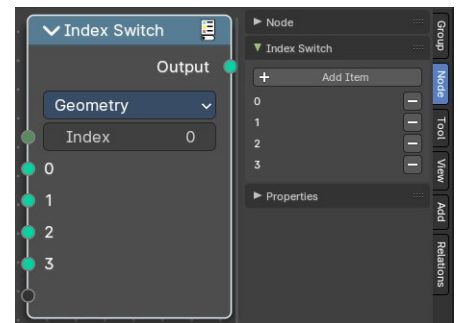 Index Switch
Output
Geometry
Index 0
0
1
2
3
Node
Index Switch
Add Item
0
1
2
3
Properties
Group
Node
Tool
View
Add
Relations